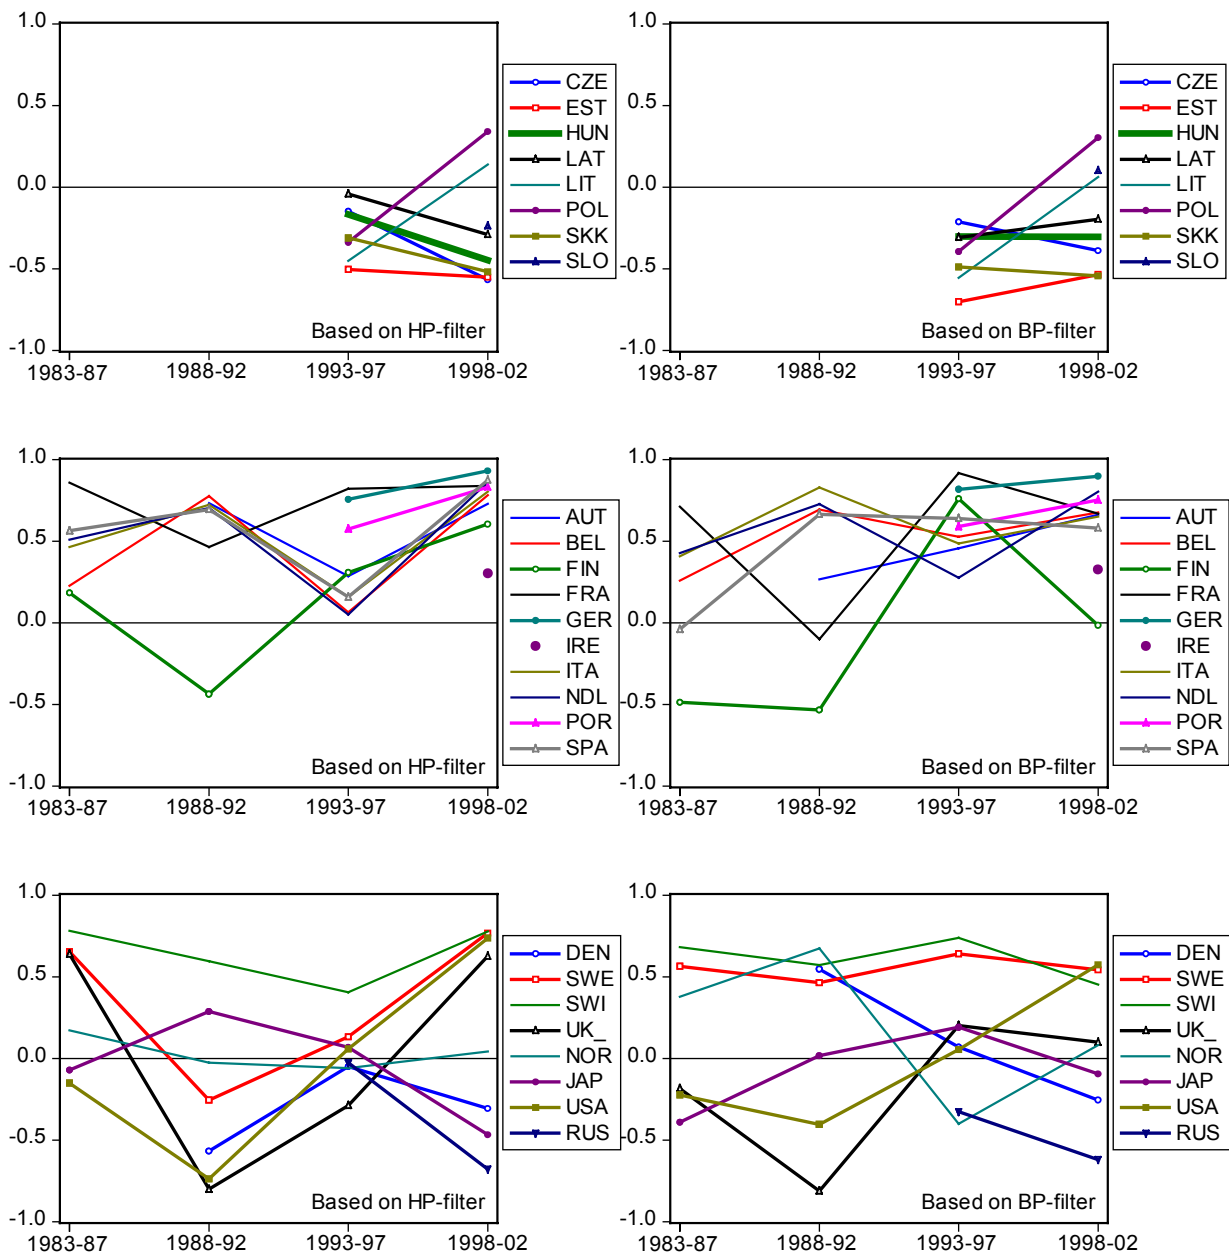 1.0
0.5
0.0
-0.5
-1.0
1983-87 1988-92 1993-97 1998-02
Based on HP-filter
CZE
EST
HUN
LAT
LIT
POL
SKK
SLO
1.0
0.5
0.0
-0.5
-1.0
1983-87 1988-92 1993-97 1998-02
Based on BP-filter
CZE
EST
HUN
LAT
LIT
POL
SKK
SLO
1.0
0.5
0.0
-0.5
-1.0
1983-87 1988-92 1993-97 1998-02
Based on HP-filter
AUT
BEL
FIN
FRA
GER
IRE
ITA
NDL
POR
SPA
1.0
0.5
0.0
-0.5
-1.0
1983-87 1988-92 1993-97 1998-02
Based on BP-filter
AUT
BEL
FIN
FRA
GER
IRE
ITA
NDL
POR
SPA
1.0
0.5
0.0
-0.5
-1.0
1983-87 1988-92 1993-97 1998-02
Based on HP-filter
DEN
SWE
SWI
UK_
NOR
JAP
USA
RUS
1.0
0.5
0.0
-0.5
-1.0
1983-87 1988-92 1993-97 1998-02
Based on BP-filter
DEN
SWE
SWI
UK_
NOR
JAP
USA
RUS